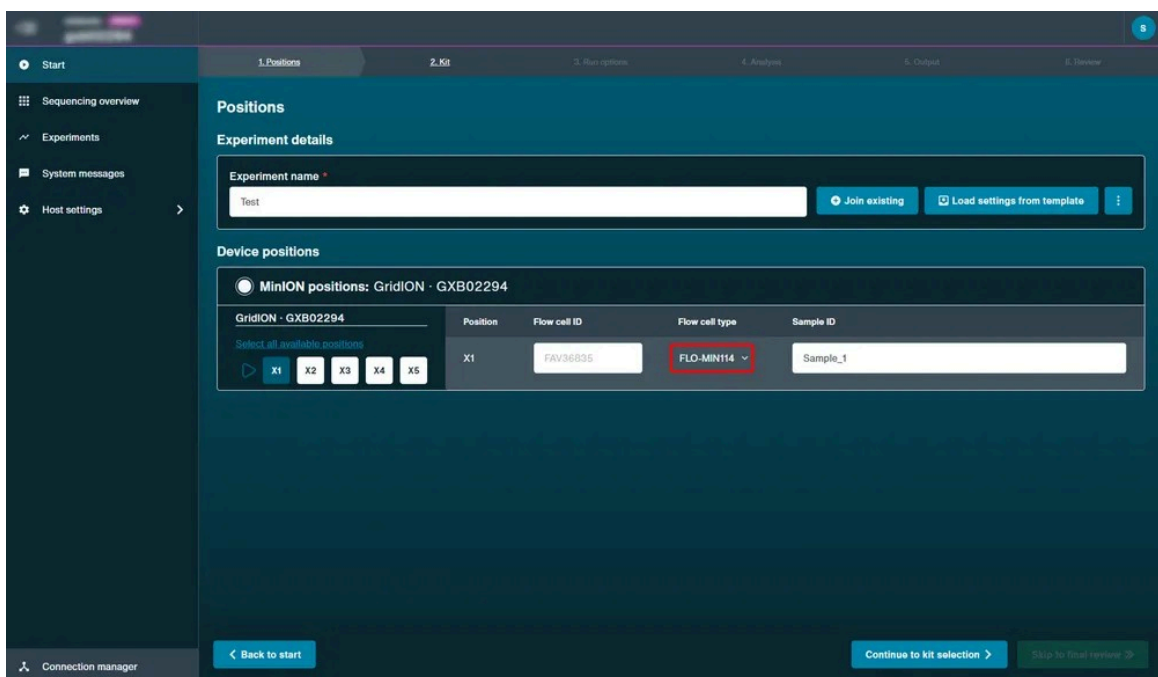 S
Start
1. Positions
2. Kit
3. Run options
4. Analysis
5. Output
6. Review
Sequencing overview
Experiments
System messages
Host settings
Positions
Experiment details
Experiment name *
Test
Join existing
Load settings from template
Device positions
MinION positions: GridION · GXB02294
GridION · GXB02294
Position
Flow cell ID
Flow cell type
Sample ID
Select all available positions
X1
X2
X3
X4
X5
X1
FAV36835
FLO-MIN114
Sample_1
Back to start
Continue to kit selection
Skip to final review
Connection manager